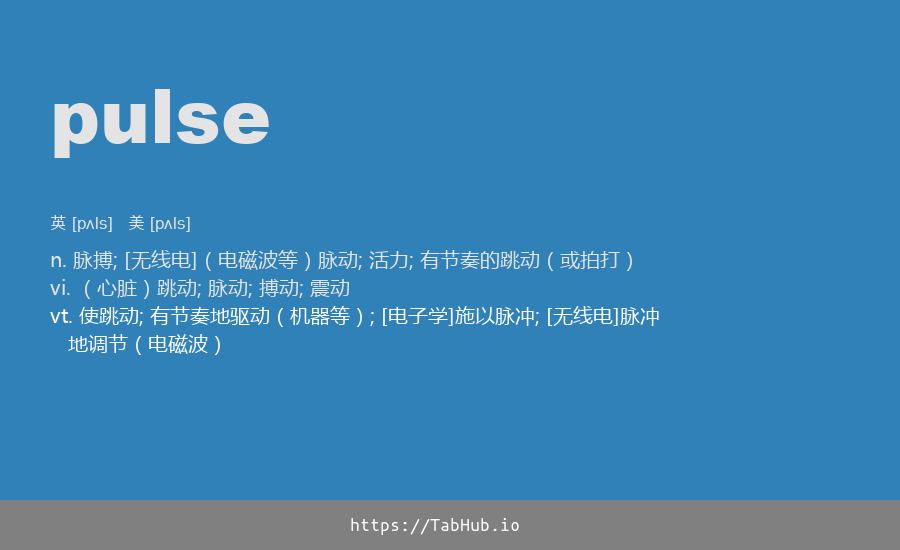 pulse
英 [pʌls] 美 [pʌls]
n. 脉搏; [无线电]（电磁波等）脉动; 活力; 有节奏的跳动（或拍打）
vi. （心脏）跳动; 脉动; 搏动; 震动
vt. 使跳动; 有节奏地驱动（机器等）; [电子学]施以脉冲; [无线电]脉冲
地调节（电磁波）
https://TabHub.io